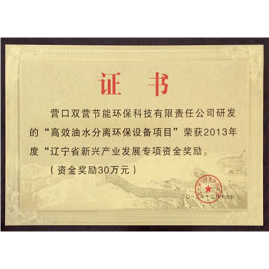 证书
营口双营节能环保科技有限责任公司研发
的“高效油水分离环保设备项目”荣获2013年
度“辽宁省新兴产业发展专项资金奖励。
（资金奖励30万元）